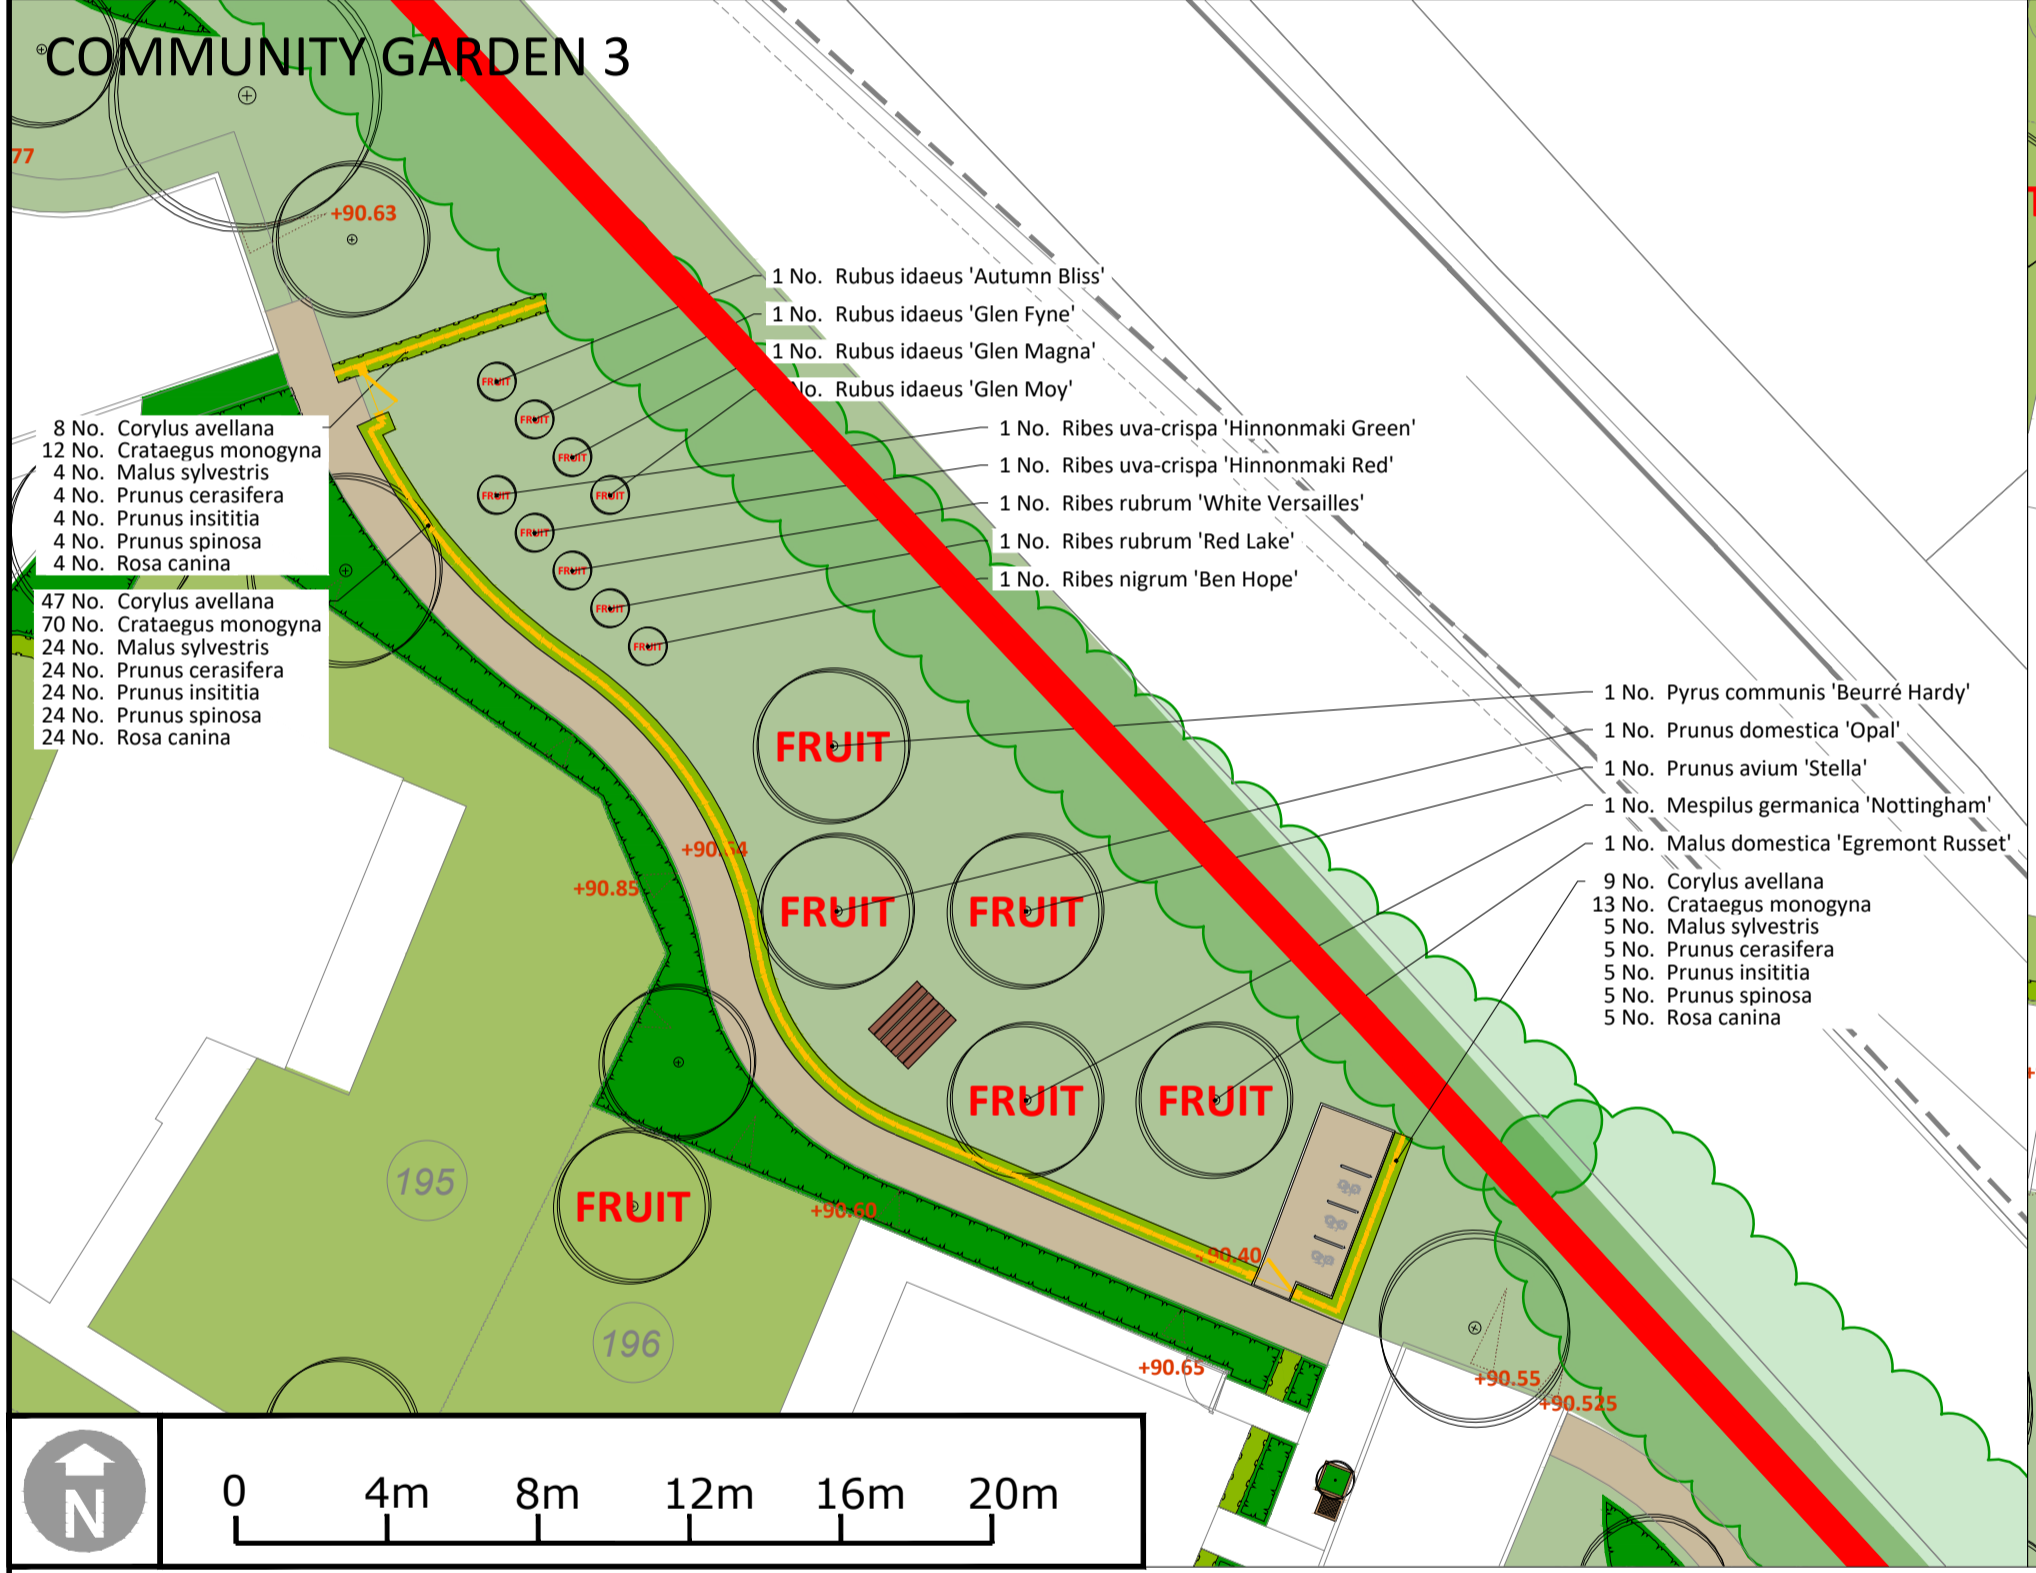 COMMUNITY GARDEN 3
77
+90.63
1 No. Rubus idaeus 'Autumn Bliss'
1 No. Rubus idaeus 'Glen Fyne'
1 No. Rubus idaeus 'Glen Magna'
No. Rubus idaeus 'Glen Moy'
1 No. Ribes uva-crispa 'Hinnonmaki Green'
1 No. Ribes uva-crispa 'Hinnonmaki Red'
1 No. Ribes rubrum 'White Versailles'
1 No. Ribes rubrum 'Red Lake'
1 No. Ribes nigrum 'Ben Hope'
FRUIT
FRUIT
FRUIT
FRUIT
FRUIT
FRUIT
FRUIT
FRUIT
FRUIT
8 No. Corylus avellana
12 No. Crataegus monogyna
4 No. Malus sylvestris
4 No. Prunus cerasifera
4 No. Prunus insititia
4 No. Prunus spinosa
4 No. Rosa canina
47 No. Corylus avellana
70 No. Crataegus monogyna
24 No. Malus sylvestris
24 No. Prunus cerasifera
24 No. Prunus insititia
24 No. Prunus spinosa
24 No. Rosa canina
1 No. Pyrus communis 'Beurré Hardy'
1 No. Prunus domestica 'Opal'
1 No. Prunus avium 'Stella'
1 No. Mespilus germanica 'Nottingham'
1 No. Malus domestica 'Egremont Russet'
9 No. Corylus avellana
13 No. Crataegus monogyna
5 No. Malus sylvestris
5 No. Prunus cerasifera
5 No. Prunus insititia
5 No. Prunus spinosa
5 No. Rosa canina
FRUIT
+90.85
FRUIT
FRUIT
FRUIT
FRUIT
195
FRUIT
+90.60
+90.40
196
+90.65
+90.55
+90.525
N
0 4m 8m 12m 16m 20m